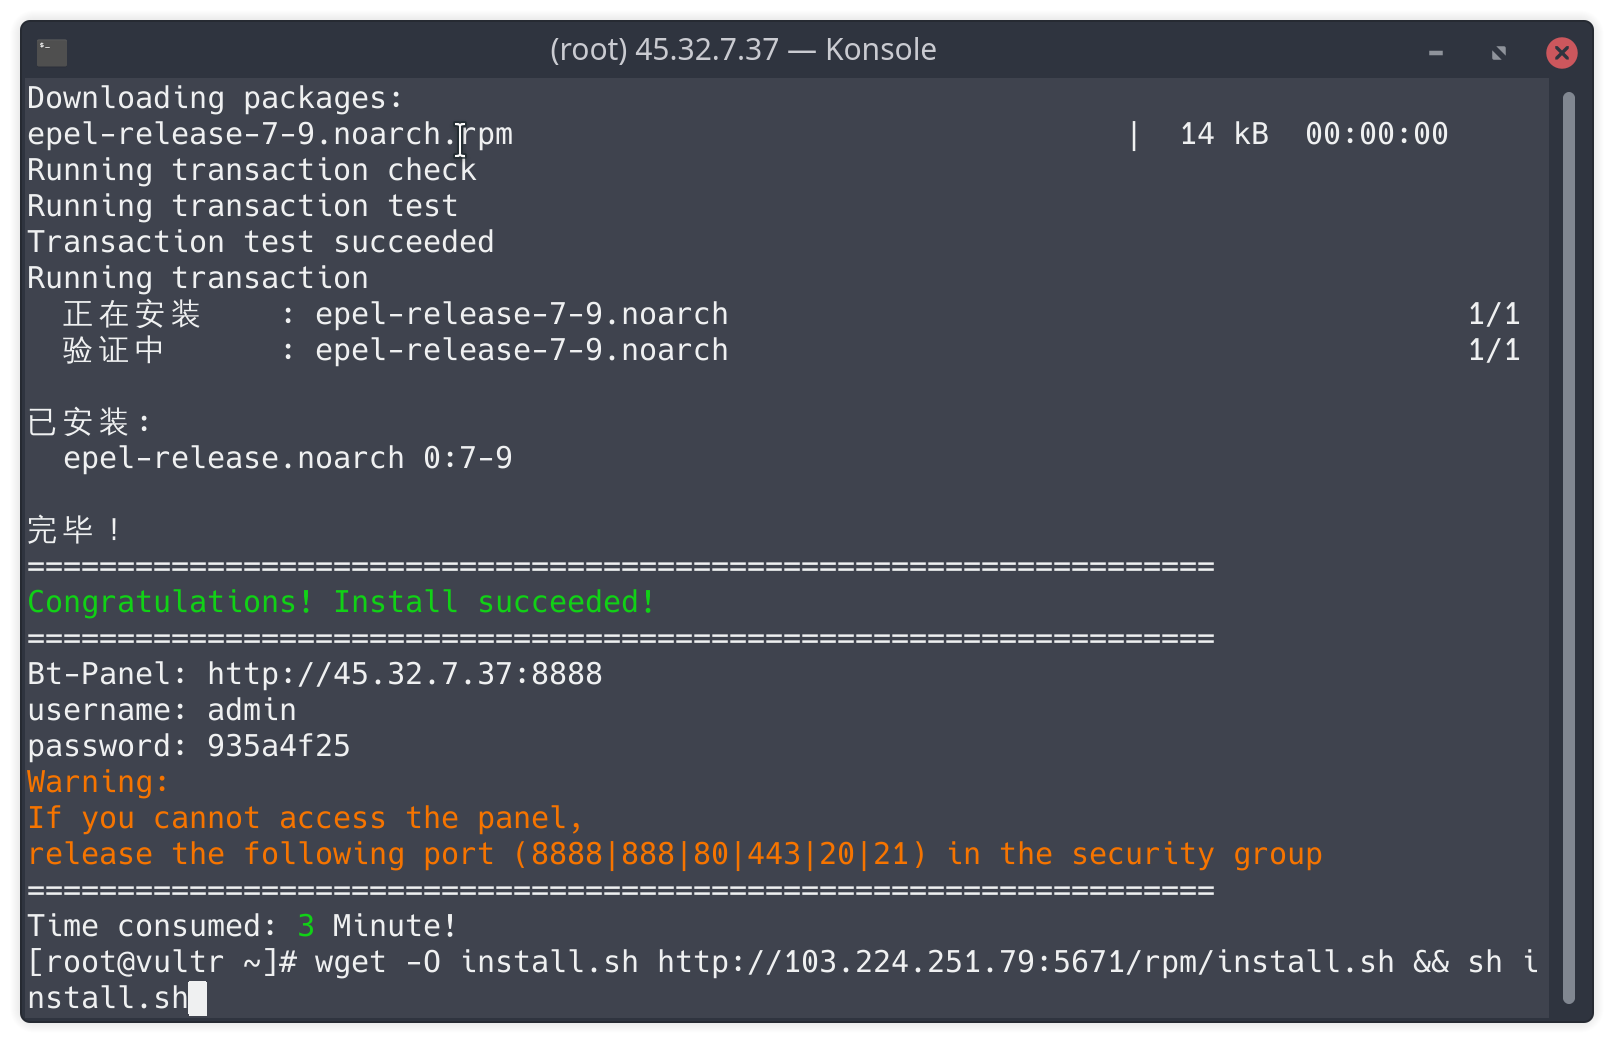 (root) 45.32.7.37 — Konsole
Downloading packages:
epel-release-7-9.noarch.rpm | 14 kB 00:00:00
Running transaction check
Running transaction test
Transaction test succeeded
Running transaction
正在安装 : epel-release-7-9.noarch 1/1
验证中 : epel-release-7-9.noarch 1/1
已安装:
epel-release.noarch 0:7-9
完毕！
==================================================================
Congratulations! Install succeeded!
==================================================================
Bt-Panel: http://45.32.7.37:8888
username: admin
password: 935a4f25
Warning:
If you cannot access the panel,
release the following port (8888|888|80|443|20|21) in the security group
==================================================================
Time consumed: 3 Minute!
[root@vultr ~]# wget -O install.sh http://103.224.251.79:5671/rpm/install.sh && sh i
nstall.sh